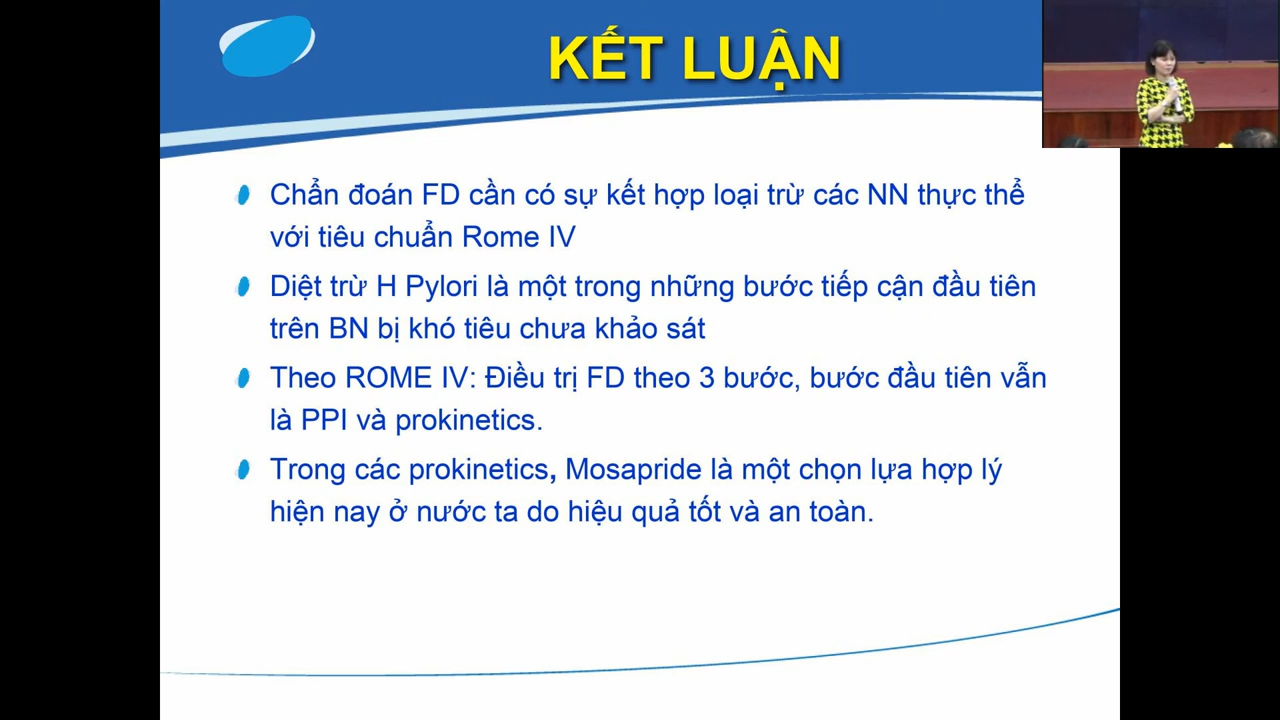 KẾT LUẬN
Chẩn đoán FD cần có sự kết hợp loại trừ các NN thực thể
với tiêu chuẩn Rome IV
Diệt trừ H Pylori là một trong những bước tiếp cận đầu tiên
trên BN bị khó tiêu chưa khảo sát
Theo ROME IV: Điều trị FD theo 3 bước, bước đầu tiên vẫn
là PPI và prokinetics.
Trong các prokinetics, Mosapride là một chọn lựa hợp lý
hiện nay ở nước ta do hiệu quả tốt và an toàn.